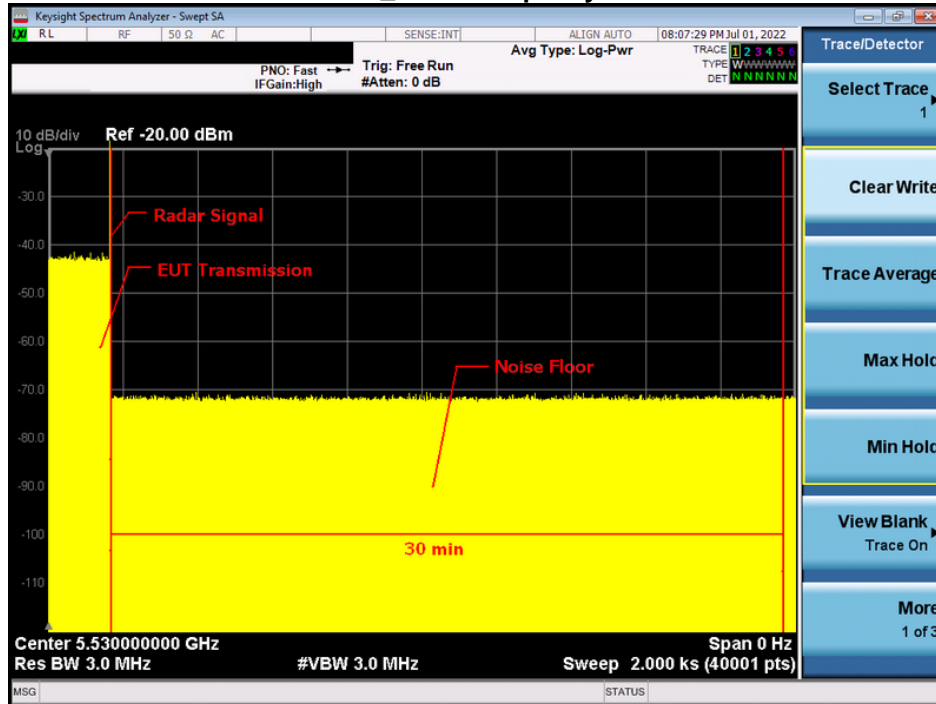 Keysight Spectrum Analyzer - Swept SA
LXI RL RF 50 Ω AC SENSE:INT ALIGN AUTO 08:07:29 PM Jul 01, 2022
Avg Type: Log-Pwr TRACE 1 2 3 4 5 6
PNO: Fast Trig: Free Run TYPE WWWWWW
IFGain:High #Atten: 0 dB DET N N N N N N
10 dB/div Ref -20.00 dBm
Log
-30.0
-40.0
-50.0
-60.0
-70.0
-80.0
-90.0
-100
-110
Radar Signal
EUT Transmission
Noise Floor
30 min
Center 5.530000000 GHz Span 0 Hz
Res BW 3.0 MHz #VBW 3.0 MHz Sweep 2.000 ks (40001 pts)
MSG STATUS
Trace/Detector
Select Trace
1
Clear Write
Trace Average
Max Hold
Min Hold
View Blank
Trace On
More
1 of 3